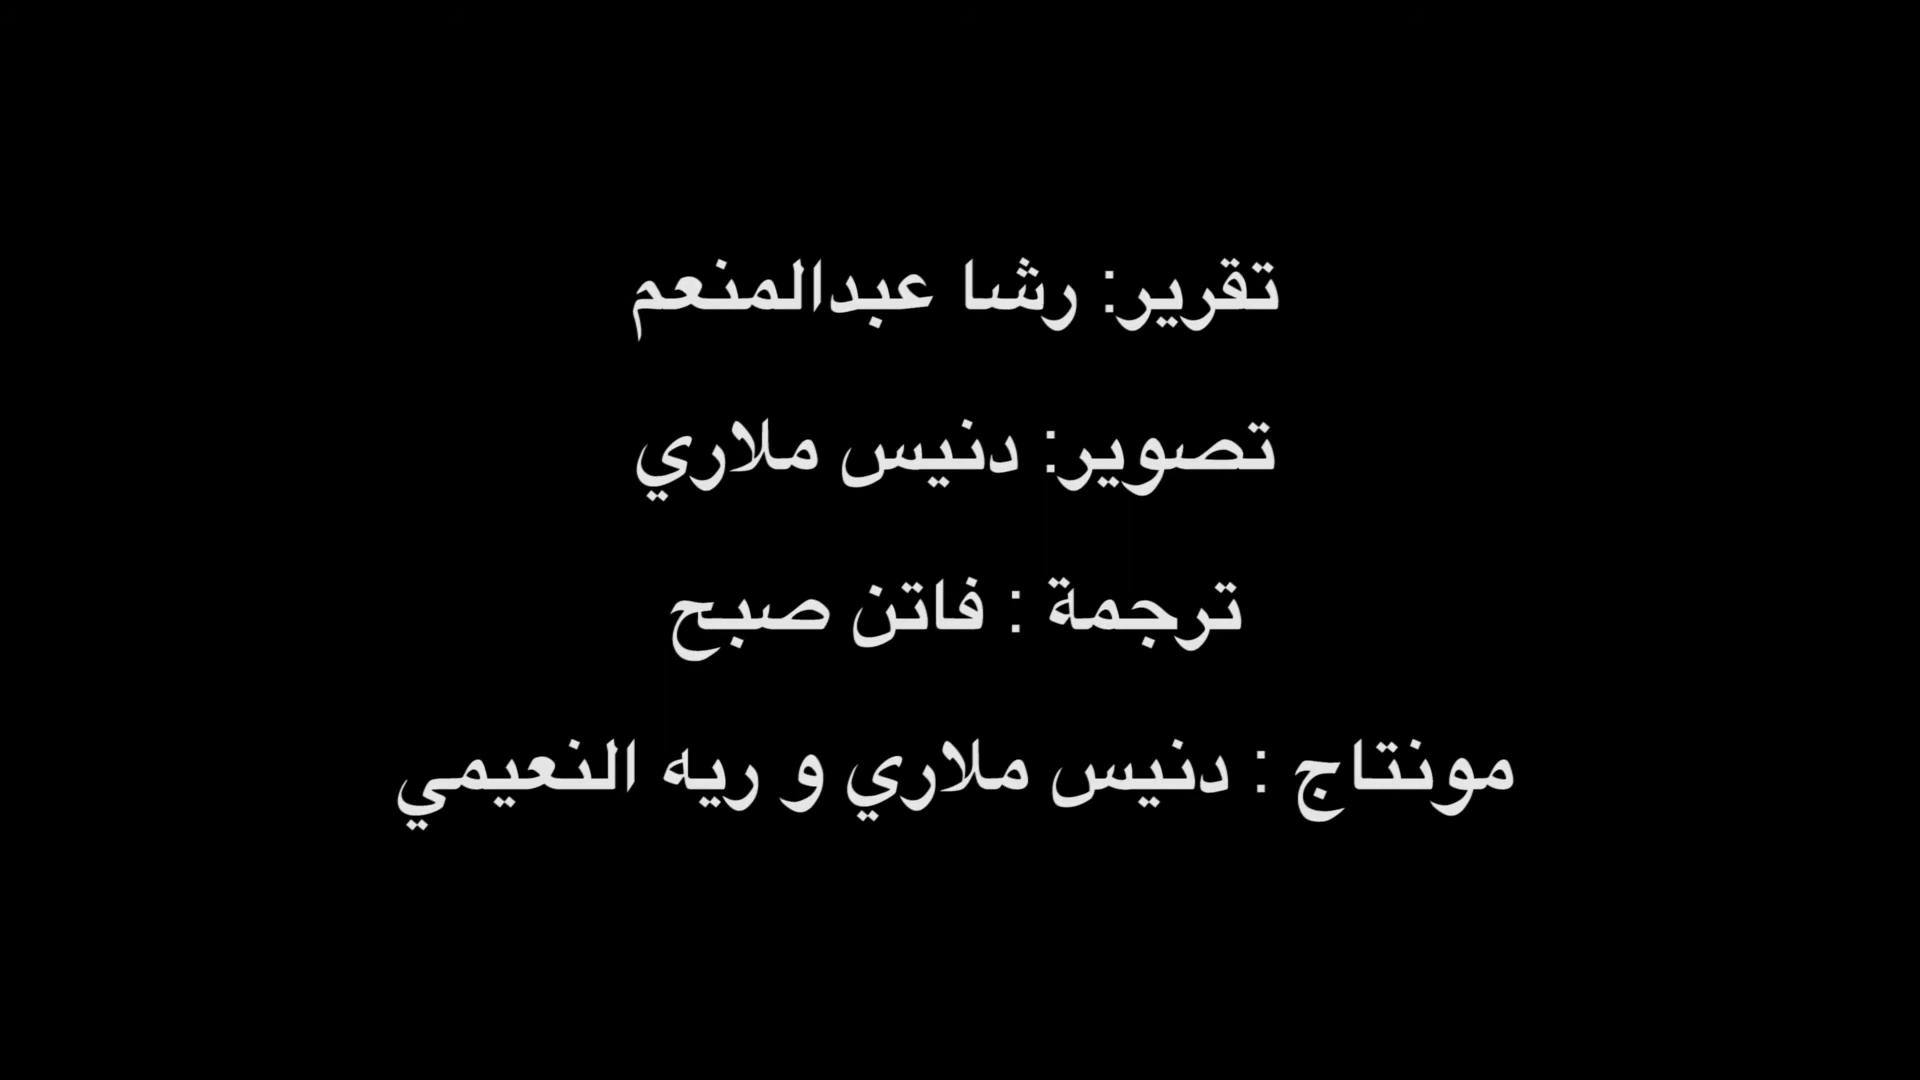 تقرير: رشا عبدالمنعم
تصوير: دنيس ملاري
ترجمة : فاتن صبح
مونتاج : دنيس ملاري و ريه النعيمي